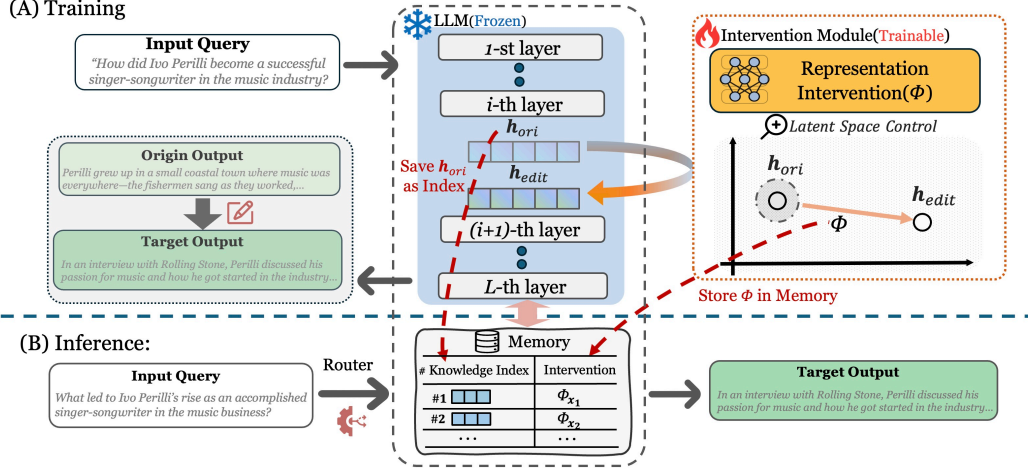 (A) Training
Input Query
“How did Ivo Perilli become a successful
singer-songwriter in the music industry?
Origin Output
Perilli grew up in a small coastal town where music was
everywhere—the fishermen sang as they worked,...
Target Output
In an interview with Rolling Stone, Perilli discussed his
passion for music and how he got started in the industry...
LLM(Frozen)
1-st layer
i-th layer
h_ori
Save h_ori
as Index
h_edit
(i+1)-th layer
L-th layer
Intervention Module(Trainable)
Representation
Intervention(Φ)
Latent Space Control
h_ori
h_edit
Φ
Store Φ in Memory
(B) Inference:
Input Query
What led to Ivo Perilli’s rise as an accomplished
singer-songwriter in the music business?
Router
Memory
# Knowledge Index Intervention
#1 Φ_x1
#2 Φ_x2
... ...
Target Output
In an interview with Rolling Stone, Perilli discussed his
passion for music and how he got started in the industry...